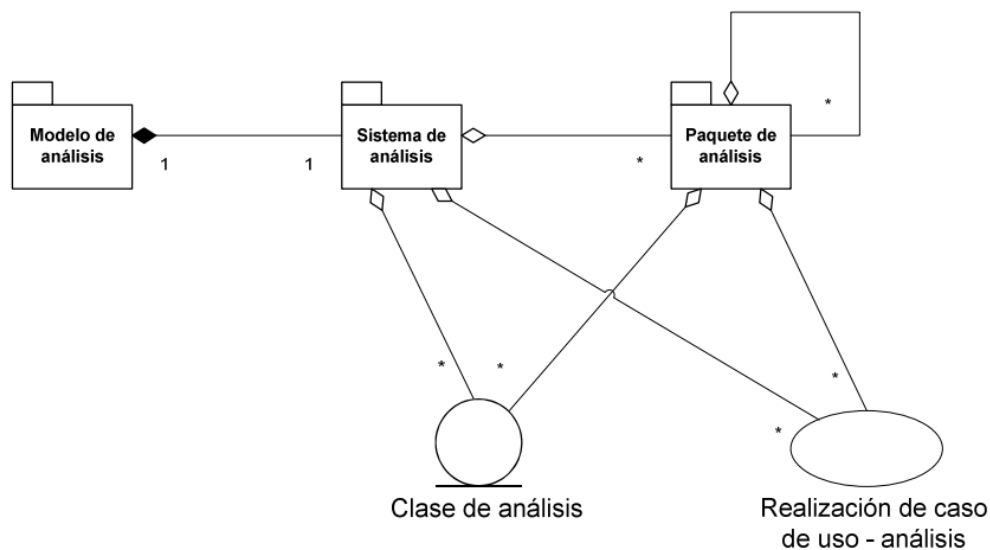 *
Modelo de
análisis
Sistema de
análisis
Paquete de
análisis
1
1
*
*
*
*
*
Clase de análisis
Realización de caso
de uso - análisis